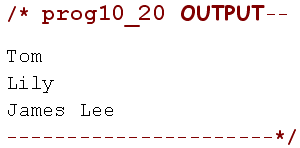 /* prog10_20 OUTPUT--
Tom
Lily
James Lee
----------------------*/